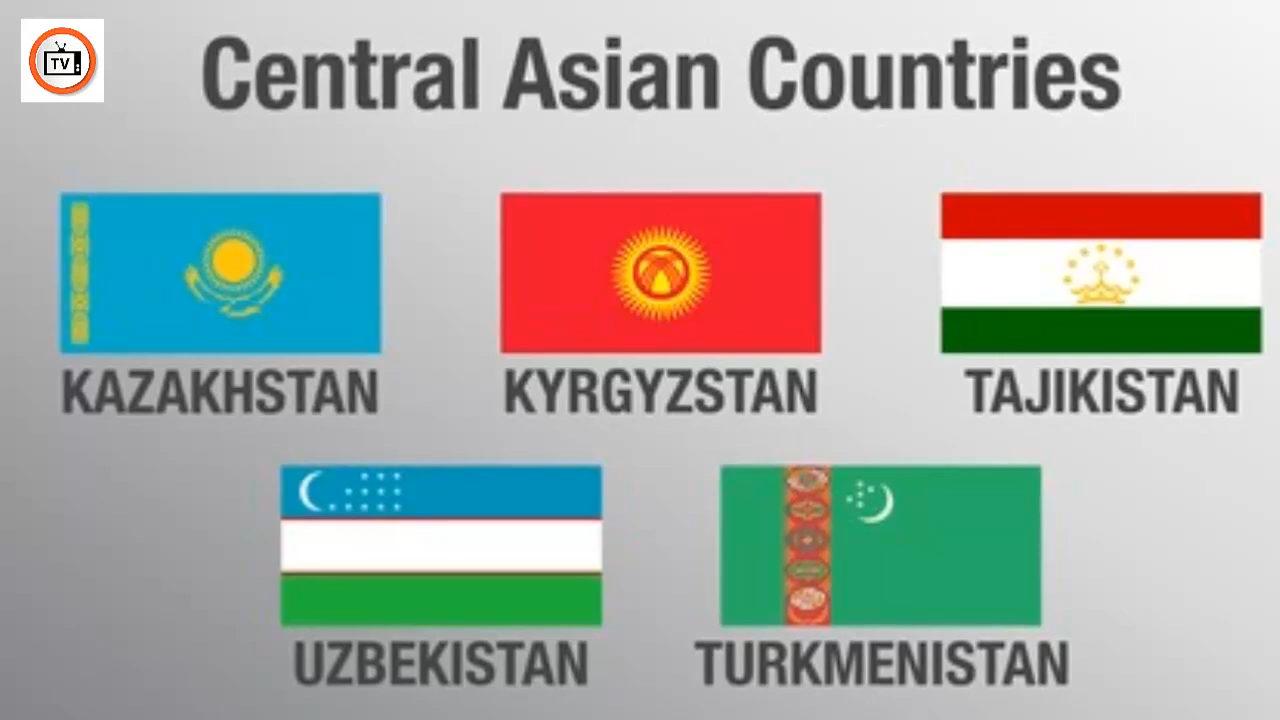 TV
Central Asian Countries
KAZAKHSTAN
KYRGYZSTAN
TAJIKISTAN
UZBEKISTAN
TURKMENISTAN